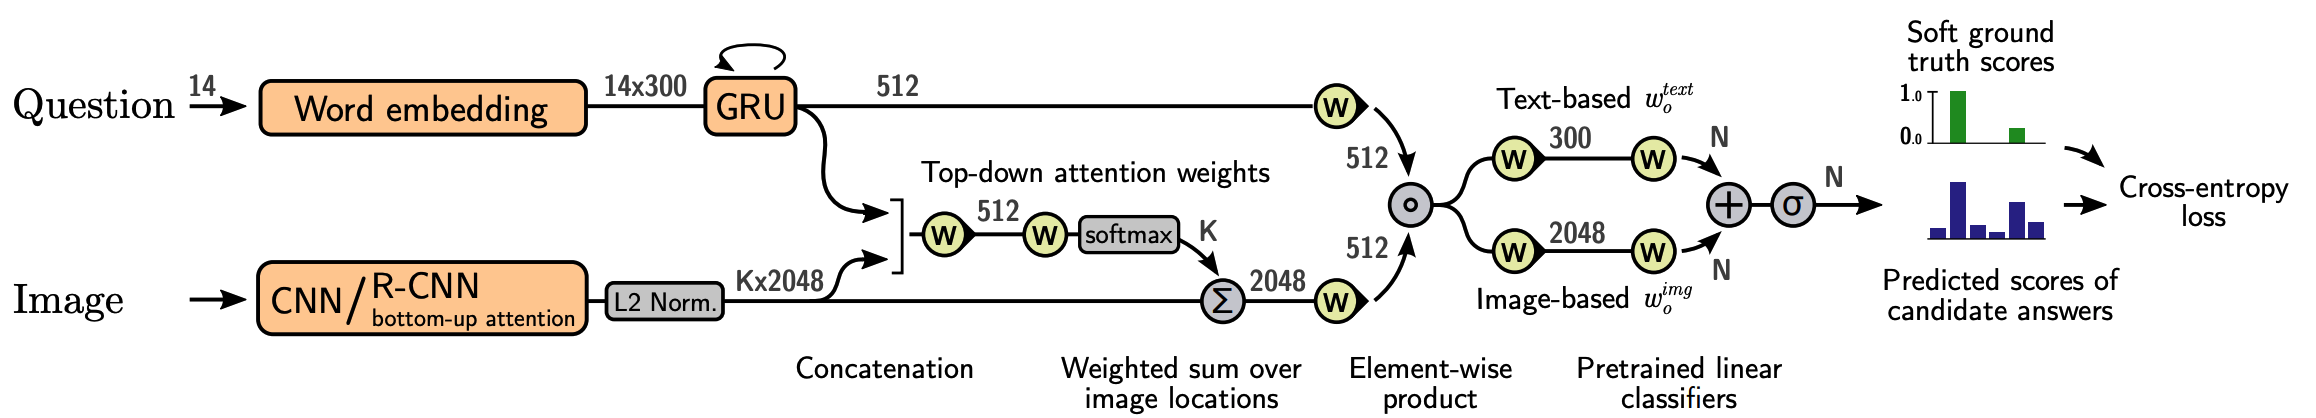 Question
14
Word embedding
14x300
GRU
512
w
512
Text-based w_o^text
w
300
w
N
Soft ground
truth scores
1.0
0.0
Top-down attention weights
w
512
w
softmax
K
+
σ
N
Cross-entropy
loss
Image
CNN/R-CNN
bottom-up attention
L2 Norm.
Kx2048
Σ
2048
w
512
w
2048
w
N
Image-based w_o^img
Predicted scores of
candidate answers
Concatenation
Weighted sum over
image locations
Element-wise
product
Pretrained linear
classifiers